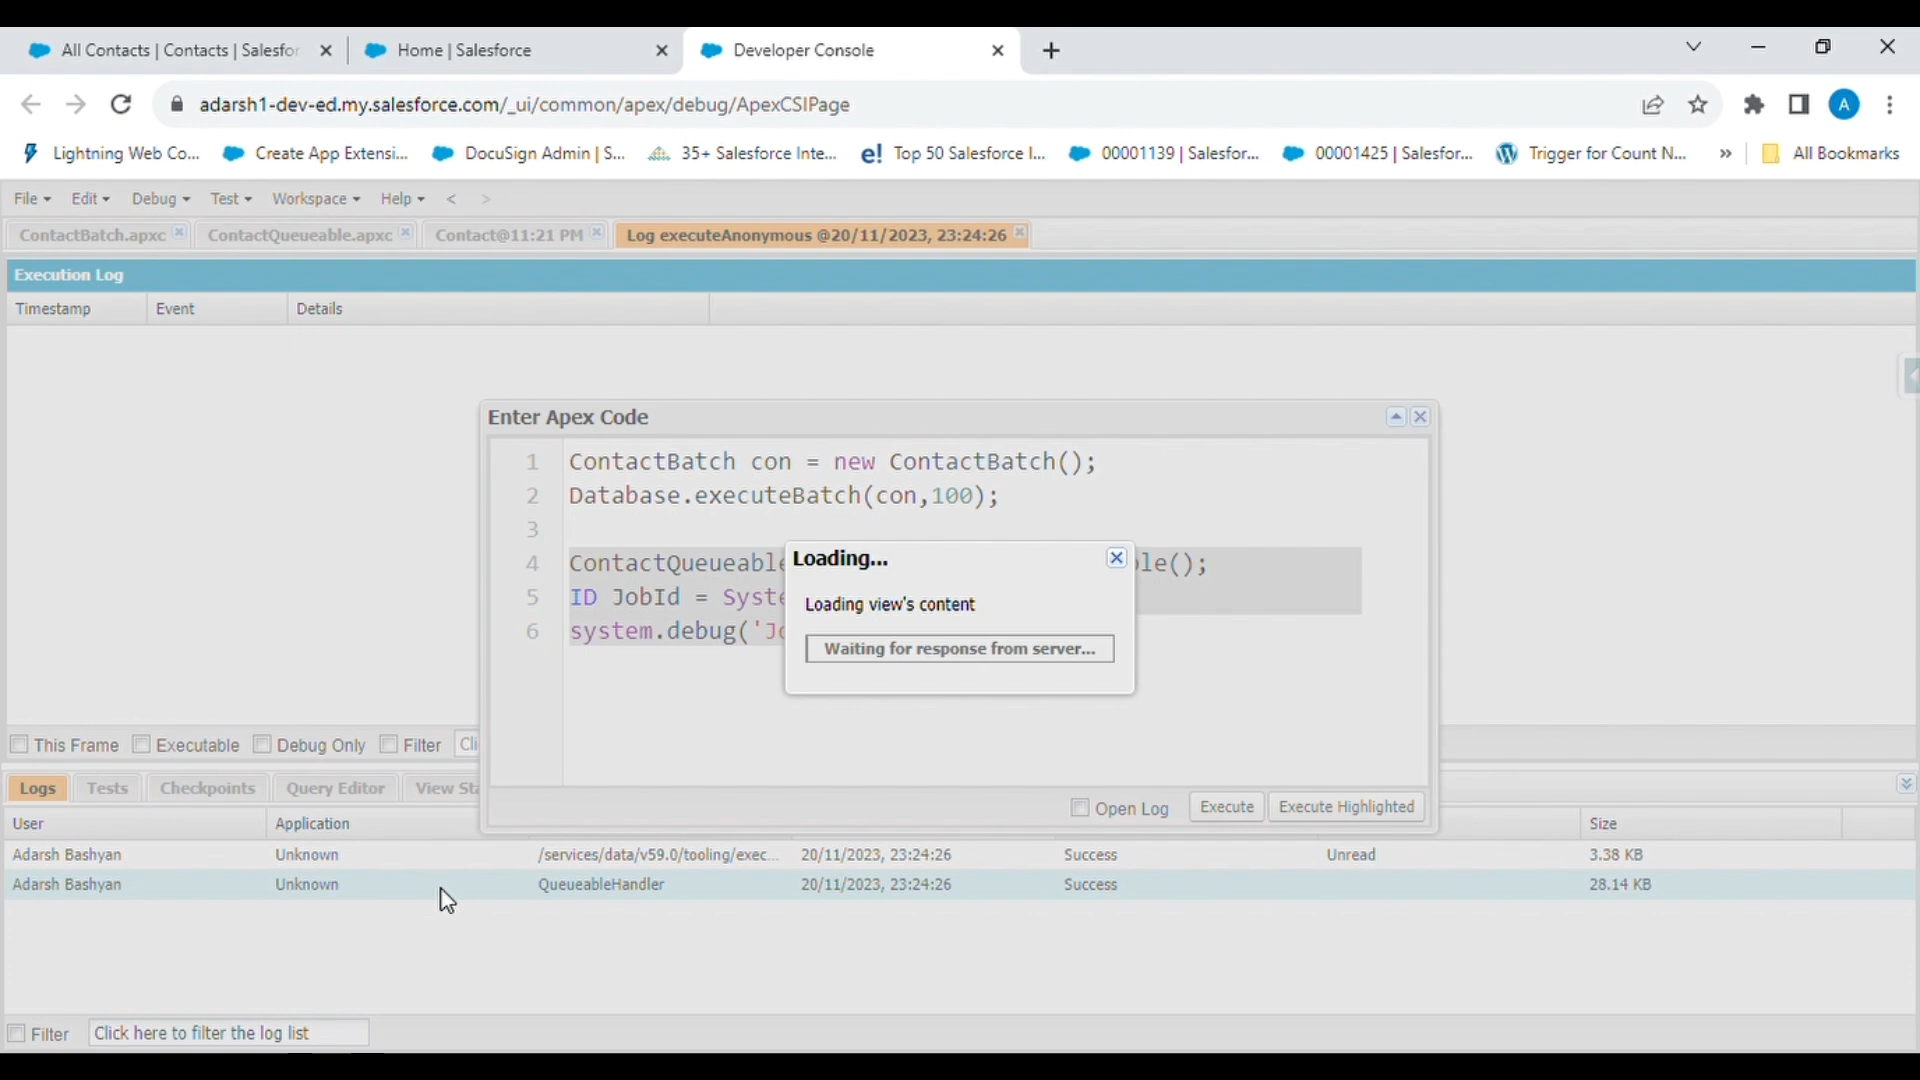 All Contacts | Contacts | Salesfor
Home | Salesforce
Developer Console
adarsh1-dev-ed.my.salesforce.com/_ui/common/apex/debug/ApexCSIPage
A
Lightning Web Co...
Create App Extensi...
DocuSign Admin | S...
35+ Salesforce Inte...
e! Top 50 Salesforce I...
00001139 | Salesfor...
00001425 | Salesfor...
Trigger for Count N...
»
All Bookmarks
File Edit Debug Test Workspace Help < >
ContactBatch.apxc
ContactQueueable.apxc
Contact@11:21 PM
Log executeAnonymous @20/11/2023, 23:24:26
Execution Log
Timestamp Event Details
Enter Apex Code
1 ContactBatch con = new ContactBatch();
2 Database.executeBatch(con,100);
3
4 ContactQueueable le();
5 ID JobId = Syste
6 system.debug('Jo
Loading...
Loading view's content
Waiting for response from server...
This Frame Executable Debug Only Filter Cli
Open Log Execute Execute Highlighted
Logs Tests Checkpoints Query Editor View Sta
User Application Size
Adarsh Bashyan Unknown /services/data/v59.0/tooling/exec... 20/11/2023, 23:24:26 Success Unread 3.38 KB
Adarsh Bashyan Unknown QueueableHandler 20/11/2023, 23:24:26 Success 28.14 KB
Filter Click here to filter the log list